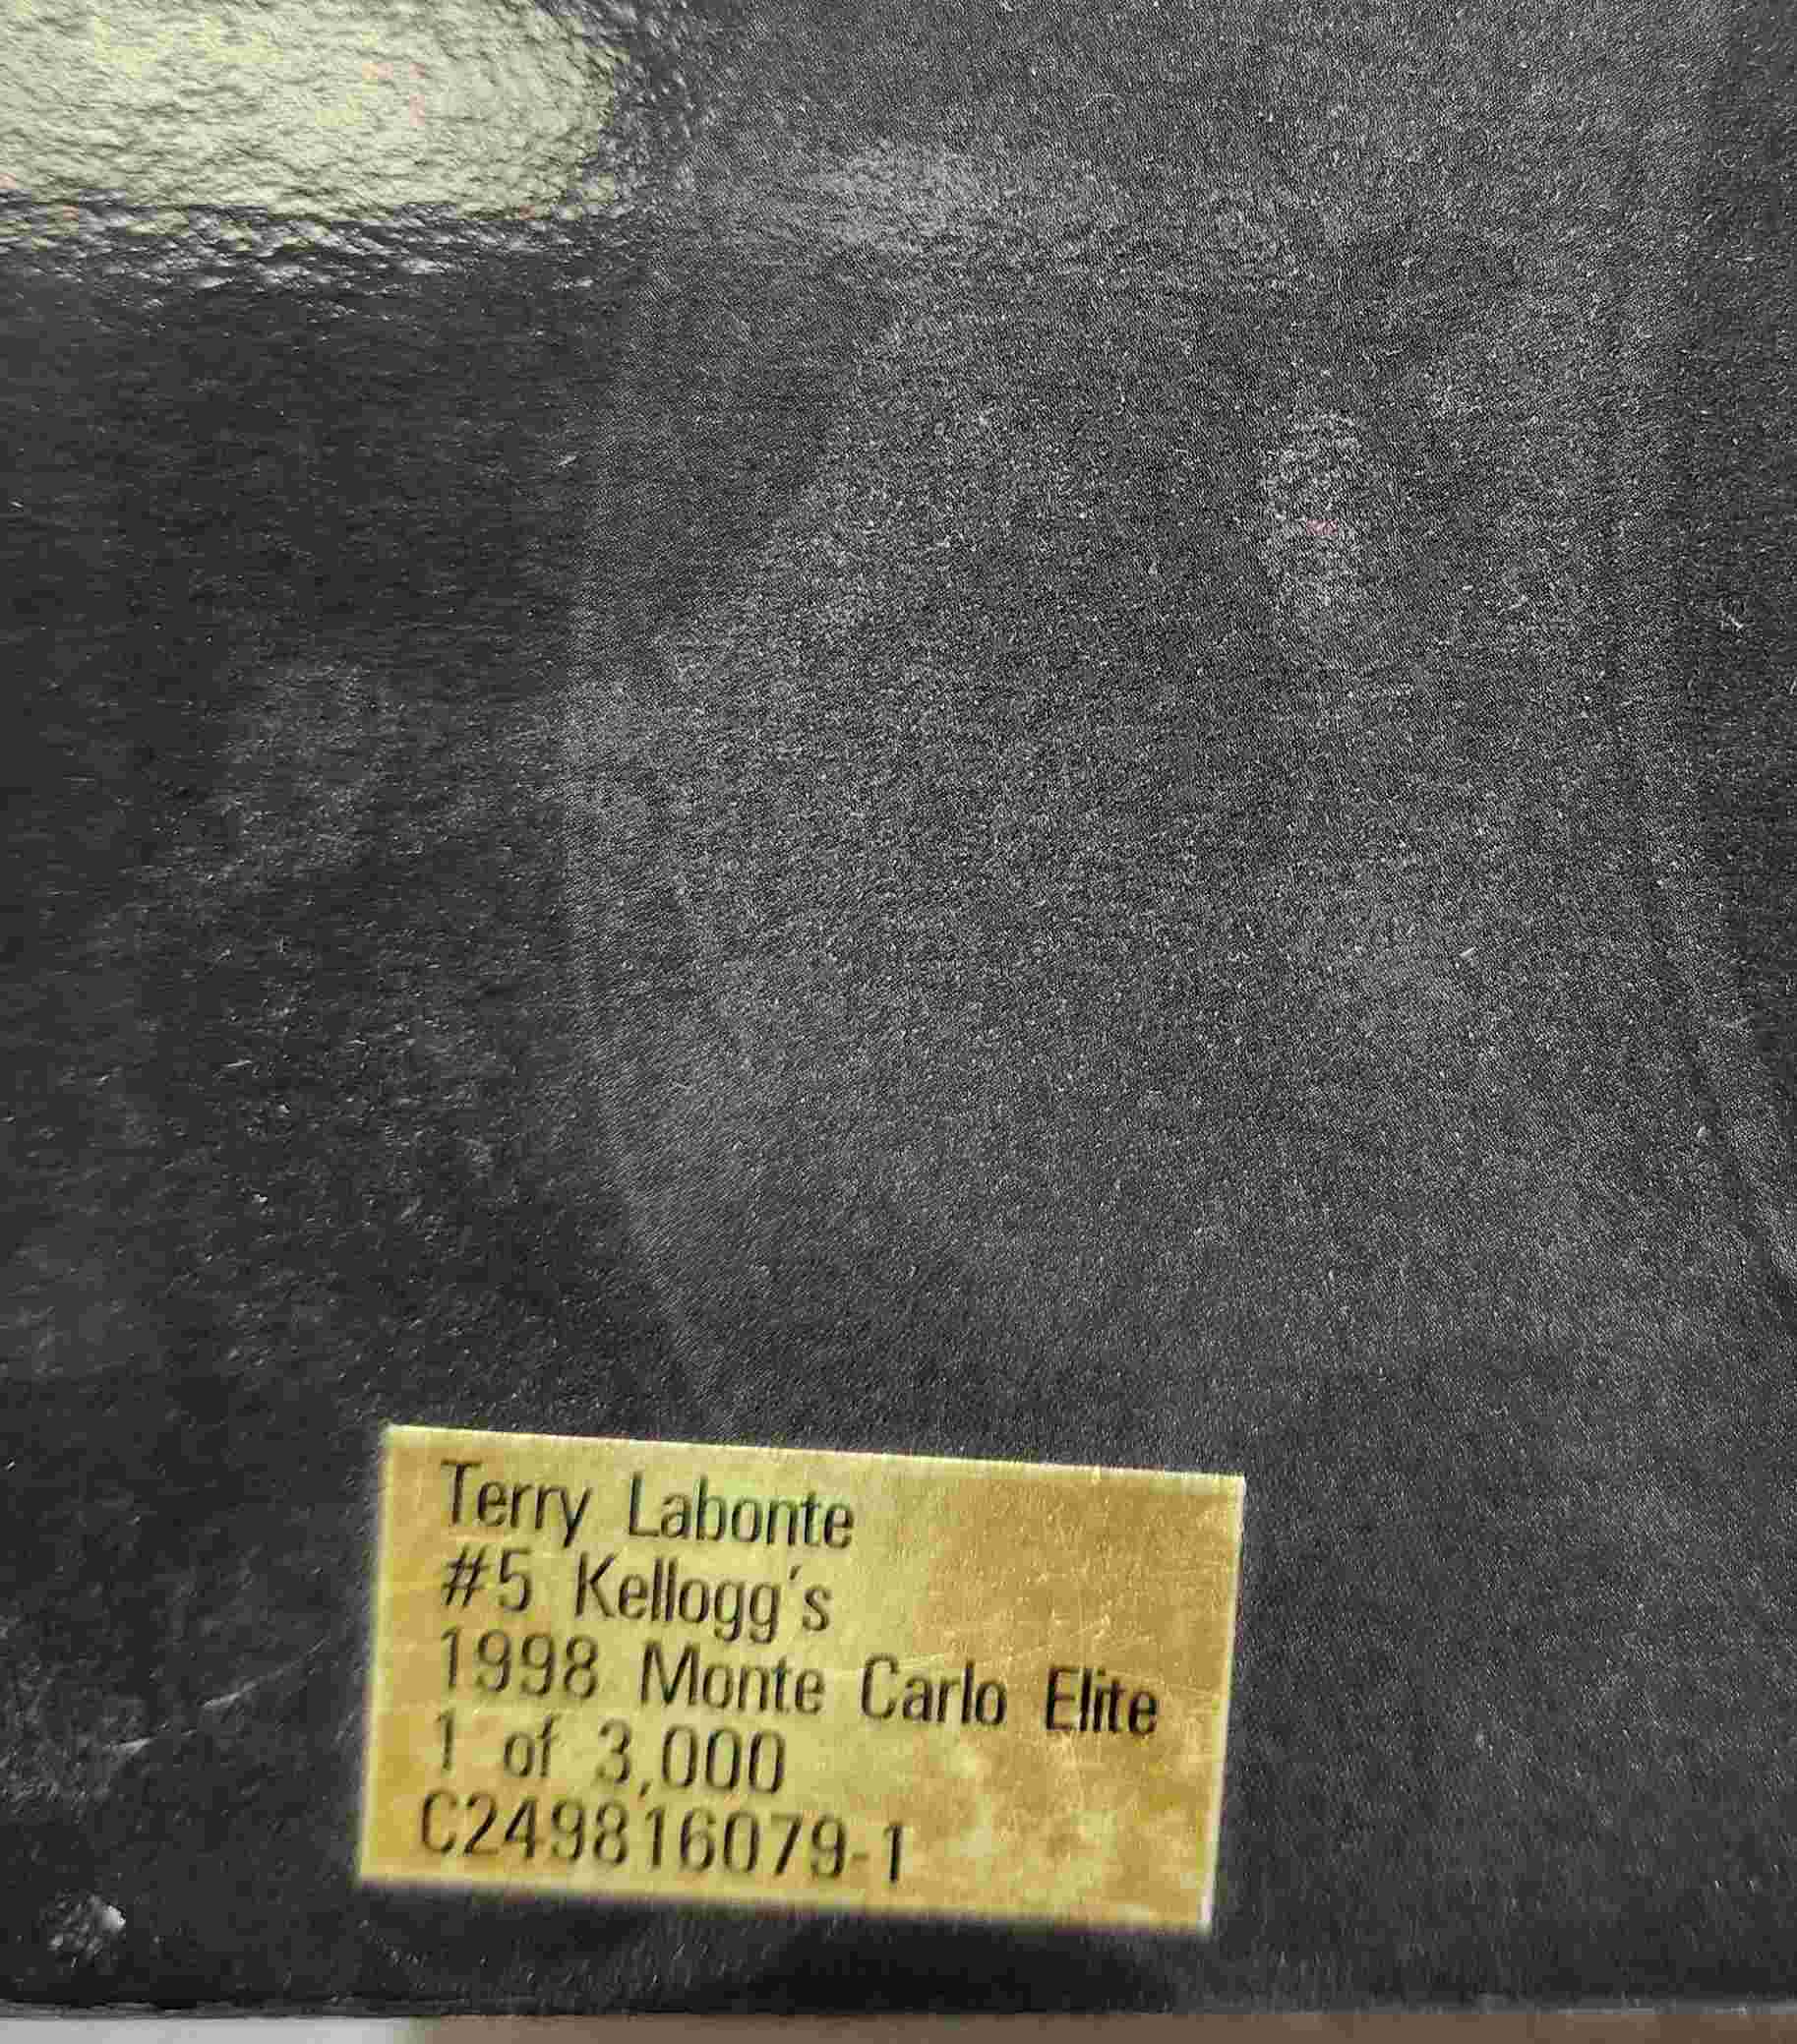 Terry Labonte
#5 Kellogg's
1998 Monte Carlo Elite
1 of 3,000
C249816079-1